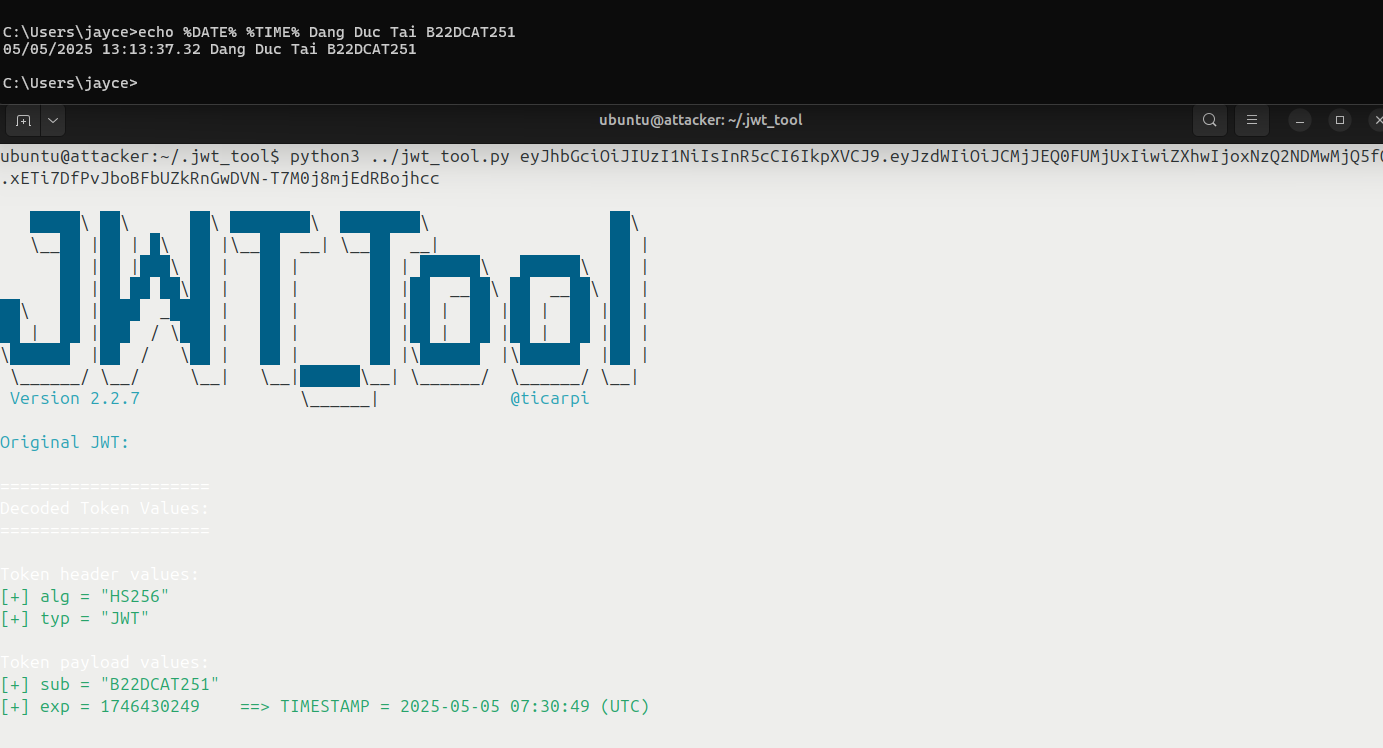 C:\Users\jayce>echo %DATE% %TIME% Dang Duc Tai B22DCAT251
05/05/2025 13:13:37.32 Dang Duc Tai B22DCAT251
C:\Users\jayce>
ubuntu@attacker: ~/.jwt_tool
ubuntu@attacker:~/.jwt_tool$ python3 ../jwt_tool.py eyJhbGciOiJIUzI1NiIsInR5cCI6IkpXVCJ9.eyJzdWIiOiJCMjJEQ0FUMjUxIiwiZXhwIjoxNzQ2NDMwMjQ5fQ
.xETi7DfPvJboBFbUZkRnGwDVN-T7M0j8mjEdRBojhcc
JWT_Tool
Version 2.2.7 @ticarpi
Original JWT:
=====================
Decoded Token Values:
=====================
Token header values:
[+] alg = "HS256"
[+] typ = "JWT"
Token payload values:
[+] sub = "B22DCAT251"
[+] exp = 1746430249    ==> TIMESTAMP = 2025-05-05 07:30:49 (UTC)